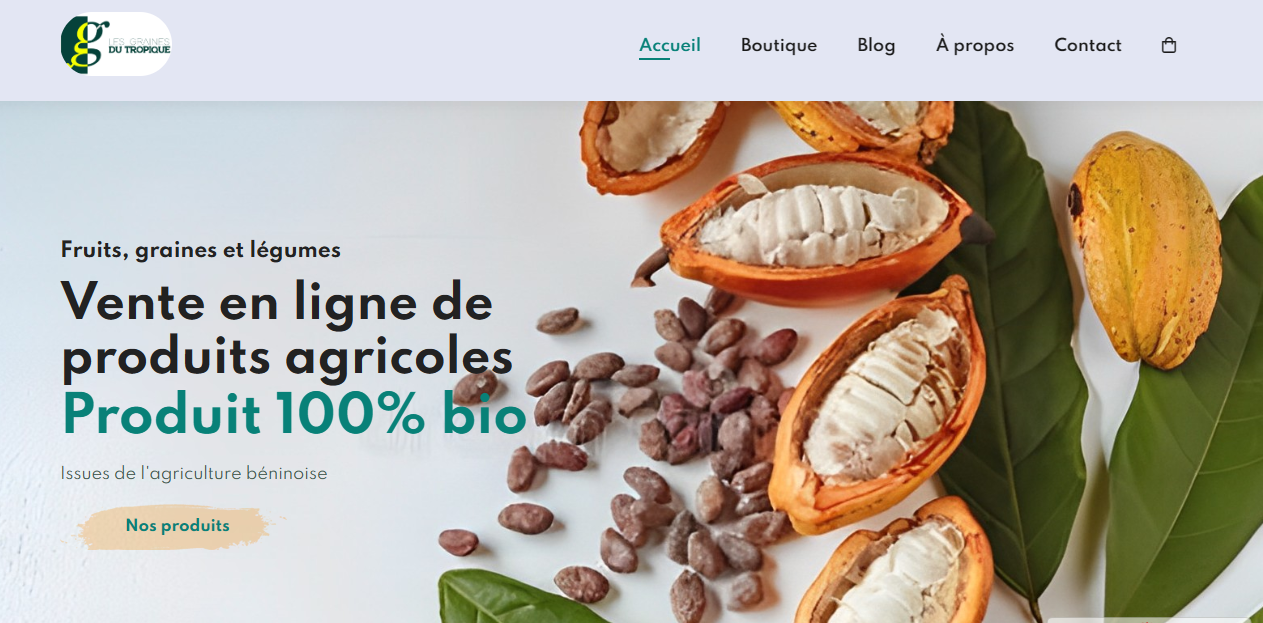 LES GRAINES
DU TROPIQUE
Accueil Boutique Blog À propos Contact
Fruits, graines et légumes
Vente en ligne de
produits agricoles
Produit 100% bio
Issues de l'agriculture béninoise
Nos produits